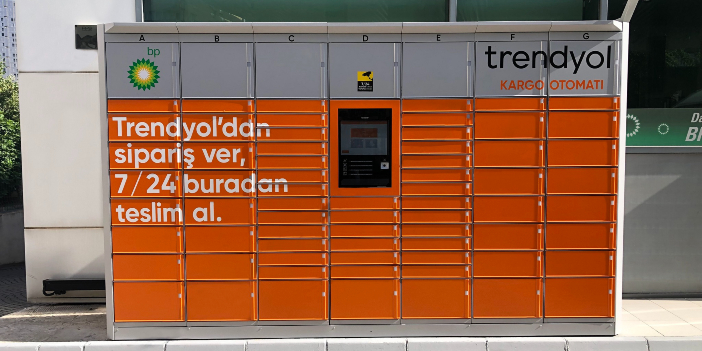 A B C D E F G
bp
trendyol
KARGO OTOMATI
Trendyol'dan
sipariş ver,
7/24 buradan
teslim al.